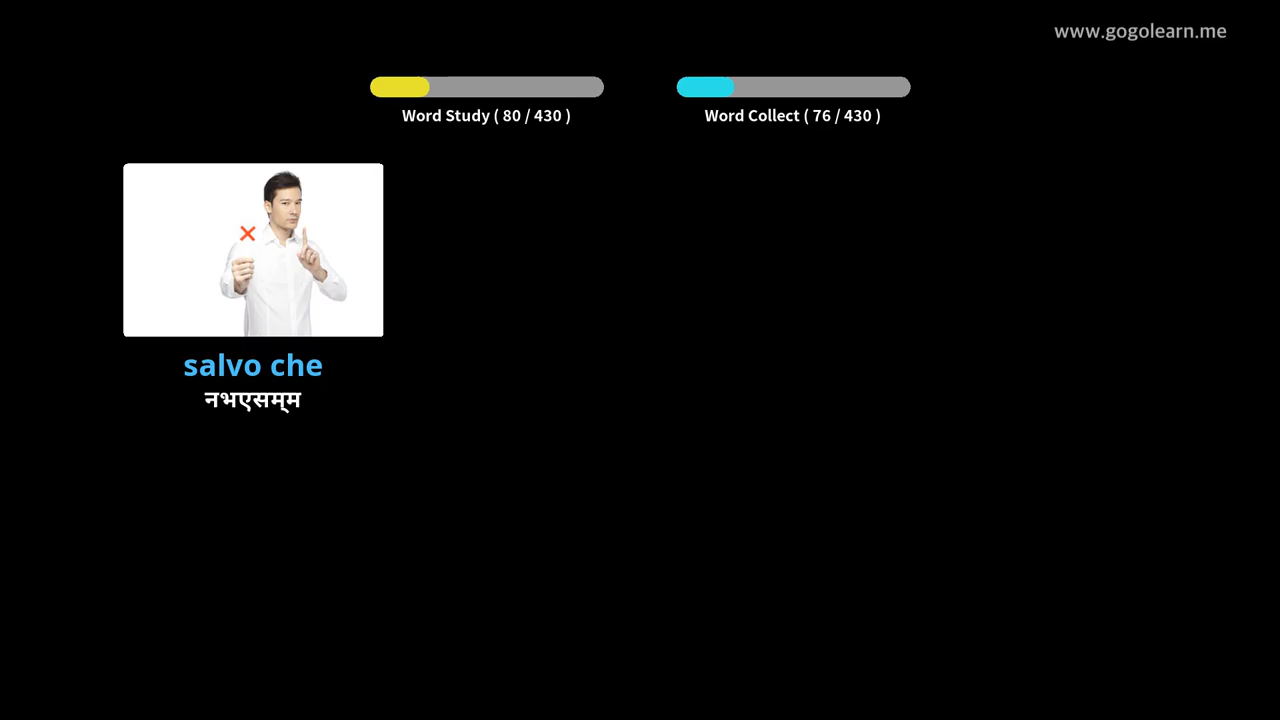 www.gogolearn.me
Word Study ( 80 / 430 )
Word Collect ( 76 / 430 )
salvo che
नभएसम्म